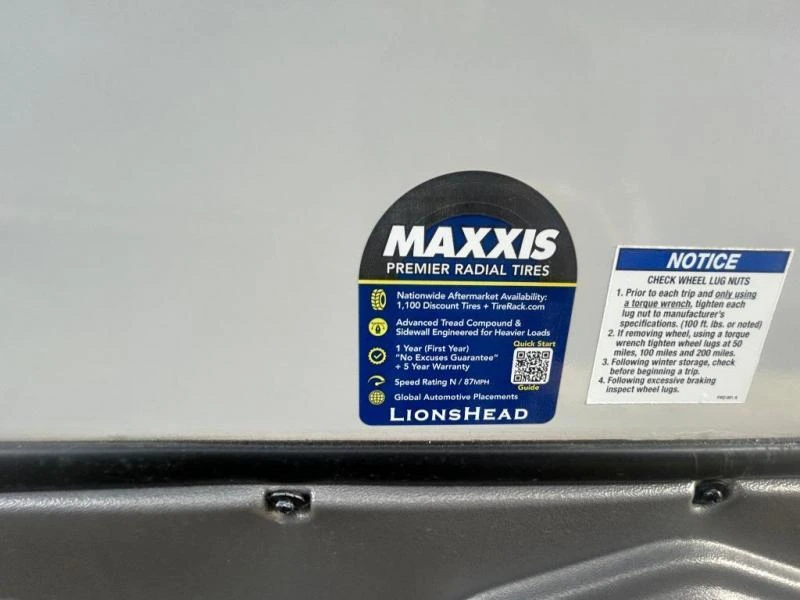 MAXXIS
PREMIER RADIAL TIRES
Nationwide Aftermarket Availability:
1,100 Discount Tires + TireRack.com
Advanced Tread Compound &
Sidewall Engineered for Heavier Loads
1 Year (First Year)
"No Excuses Guarantee"
+ 5 Year Warranty
Quick Start
Guide
Speed Rating N / 87MPH
Global Automotive Placements
LIONSHEAD
NOTICE
CHECK WHEEL LUG NUTS
1. Prior to each trip and only using
a torque wrench, tighten each
lug nut to manufacturer's
specifications. (100 ft. lbs. or noted)
2. If removing wheel, using a torque
wrench tighten wheel lugs at 50
miles, 100 miles and 200 miles.
3. Following winter storage, check
before beginning a trip.
4. Following excessive braking
inspect wheel lugs.